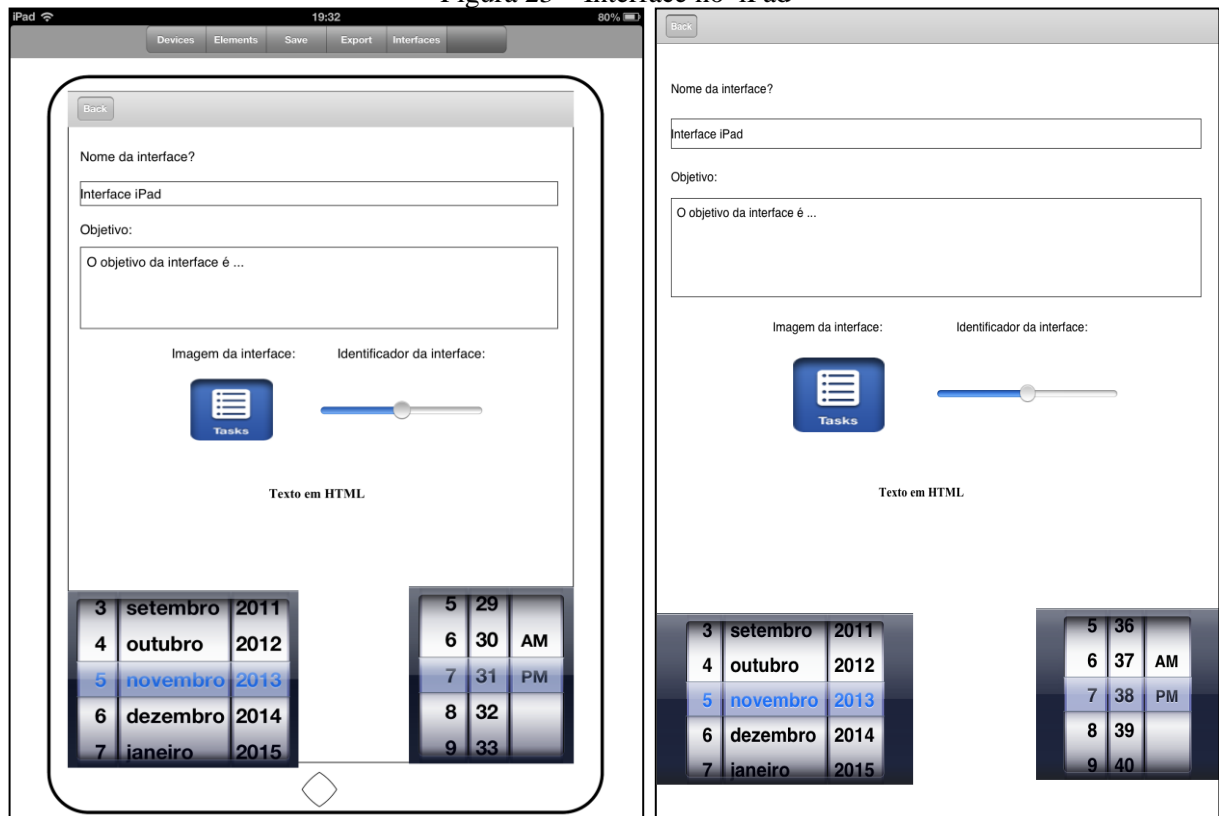 Figura 23 – Interface no iPad
iPad 19:32 80%
Devices Elements Save Export Interfaces
Back
Nome da interface?
Interface iPad
Objetivo:
O objetivo da interface é ...
Imagem da interface: Identificador da interface:
Tasks
Texto em HTML
3 setembro 2011
4 outubro 2012
5 novembro 2013
6 dezembro 2014
7 janeiro 2015
5 29
6 30 AM
7 31 PM
8 32
9 33
Back
Nome da interface?
Interface iPad
Objetivo:
O objetivo da interface é ...
Imagem da interface: Identificador da interface:
Tasks
Texto em HTML
3 setembro 2011
4 outubro 2012
5 novembro 2013
6 dezembro 2014
7 janeiro 2015
5 36
6 37 AM
7 38 PM
8 39
9 40